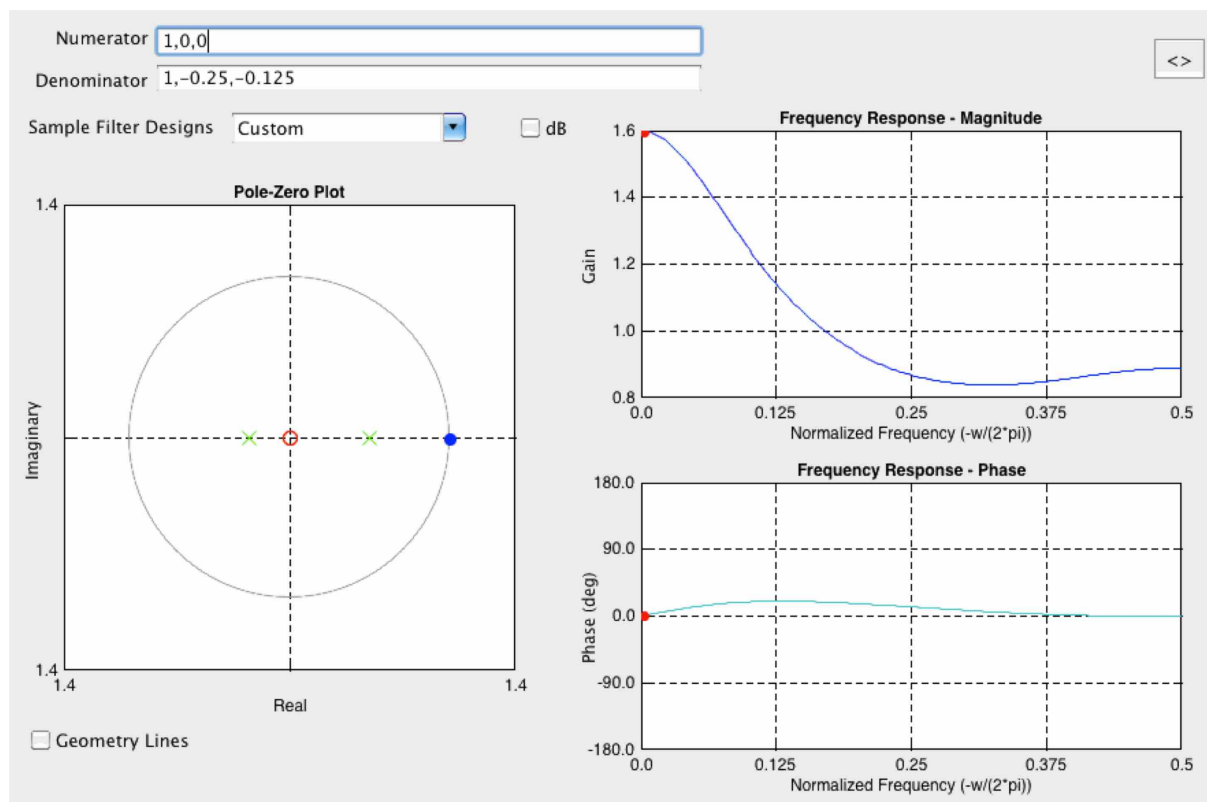 Numerator 1,0,0
Denominator 1,-0.25,-0.125
<>
Sample Filter Designs Custom dB
Pole-Zero Plot
1.4
Imaginary
1.4
1.4 1.4
Real
Geometry Lines
Frequency Response - Magnitude
1.6
1.4
1.2
1.0
0.8
Gain
0.0 0.125 0.25 0.375 0.5
Normalized Frequency (-w/(2*pi))
Frequency Response - Phase
180.0
90.0
0.0
-90.0
-180.0
Phase (deg)
0.0 0.125 0.25 0.375 0.5
Normalized Frequency (-w/(2*pi))